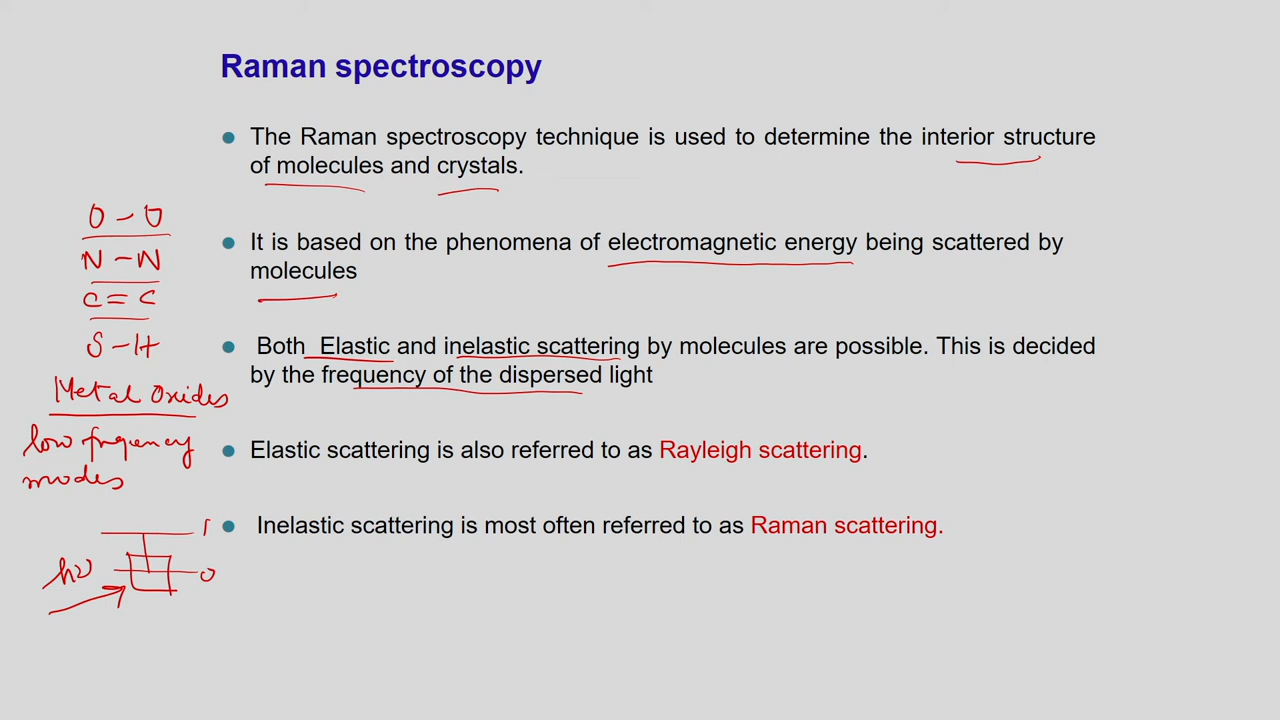 Raman spectroscopy
The Raman spectroscopy technique is used to determine the interior structure
of molecules and crystals.
It is based on the phenomena of electromagnetic energy being scattered by
molecules
Both Elastic and inelastic scattering by molecules are possible. This is decided
by the frequency of the dispersed light
Elastic scattering is also referred to as Rayleigh scattering.
Inelastic scattering is most often referred to as Raman scattering.
O - O
N - N
C = C
S - H
Metal Oxides
low frequency
modes
1
hν
0